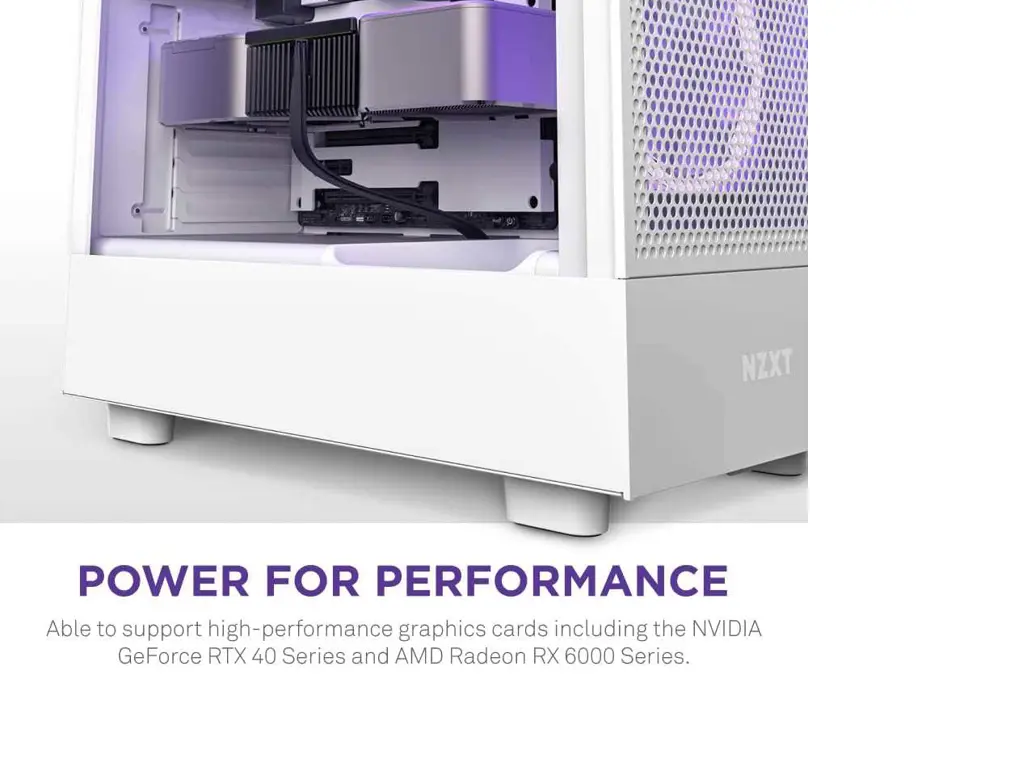 NZXT
POWER FOR PERFORMANCE
Able to support high-performance graphics cards including the NVIDIA
GeForce RTX 40 Series and AMD Radeon RX 6000 Series.